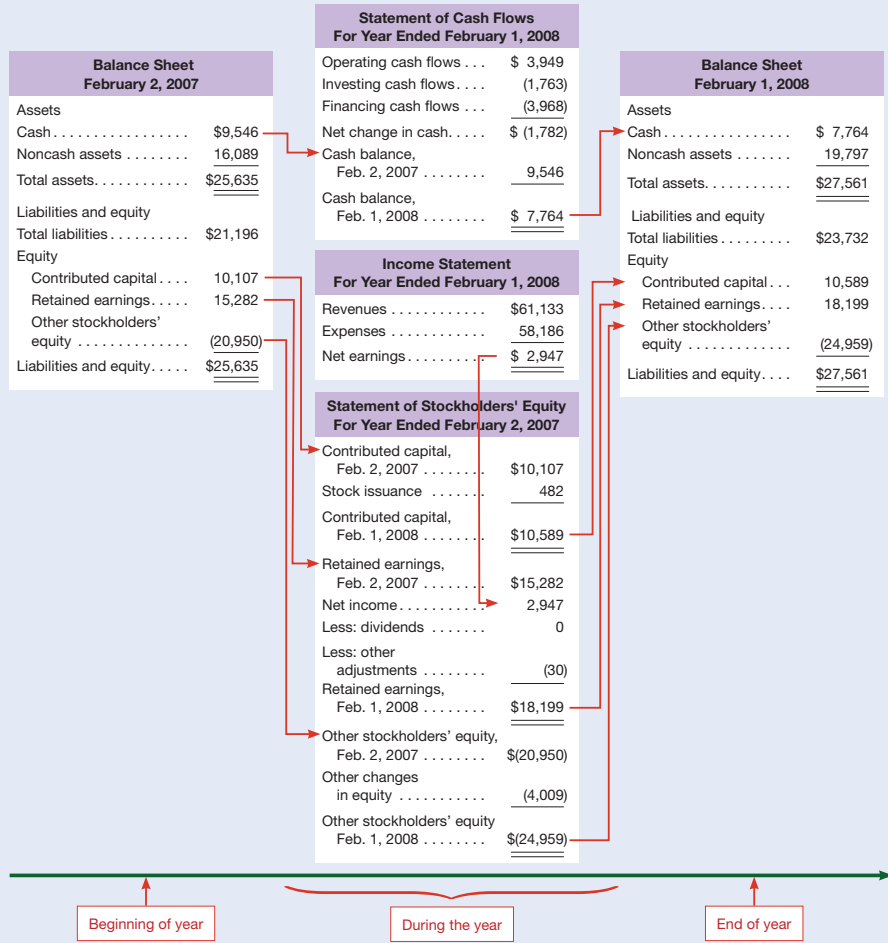 Balance Sheet
February 2, 2007
Assets
Cash................. $9,546
Noncash assets ........ 16,089
Total assets............ $25,635
Liabilities and equity
Total liabilities.......... $21,196
Equity
Contributed capital.... 10,107
Retained earnings..... 15,282
Other stockholders’
equity .............. (20,950)
Liabilities and equity..... $25,635
Statement of Cash Flows
For Year Ended February 1, 2008
Operating cash flows ... $ 3,949
Investing cash flows.... (1,763)
Financing cash flows ... (3,968)
Net change in cash..... $ (1,782)
Cash balance,
Feb. 2, 2007 ........ 9,546
Cash balance,
Feb. 1, 2008 ........ $ 7,764
Income Statement
For Year Ended February 1, 2008
Revenues ............. $61,133
Expenses ............ 58,186
Net earnings.......... $ 2,947
Statement of Stockholders' Equity
For Year Ended February 2, 2007
Contributed capital,
Feb. 2, 2007 ........ $10,107
Stock issuance ....... 482
Contributed capital,
Feb. 1, 2008 ........ $10,589
Retained earnings,
Feb. 2, 2007 ........ $15,282
Net income........... 2,947
Less: dividends ....... 0
Less: other
adjustments ........ (30)
Retained earnings,
Feb. 1, 2008 ........ $18,199
Other stockholders’ equity,
Feb. 2, 2007 ........ $(20,950)
Other changes
in equity ........... (4,009)
Other stockholders’ equity
Feb. 1, 2008 ........ $(24,959)
Balance Sheet
February 1, 2008
Assets
Cash................ $ 7,764
Noncash assets ....... 19,797
Total assets........... $27,561
Liabilities and equity
Total liabilities......... $23,732
Equity
Contributed capital... 10,589
Retained earnings.... 18,199
Other stockholders’
equity ............. (24,959)
Liabilities and equity.... $27,561
Beginning of year
During the year
End of year